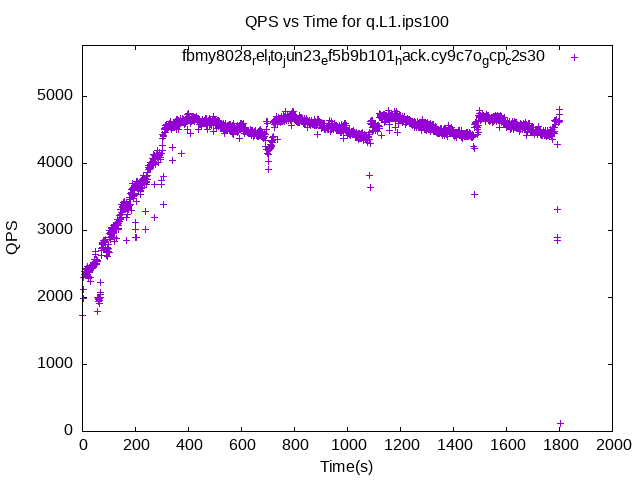 QPS vs Time for q.L1.ips100
fbmy8028relltojun23ef5b9b101hack.cy9c7ogcpc2s30
5000
4000
3000
2000
1000
0
QPS
0 200 400 600 800 1000 1200 1400 1600 1800 2000
Time(s)